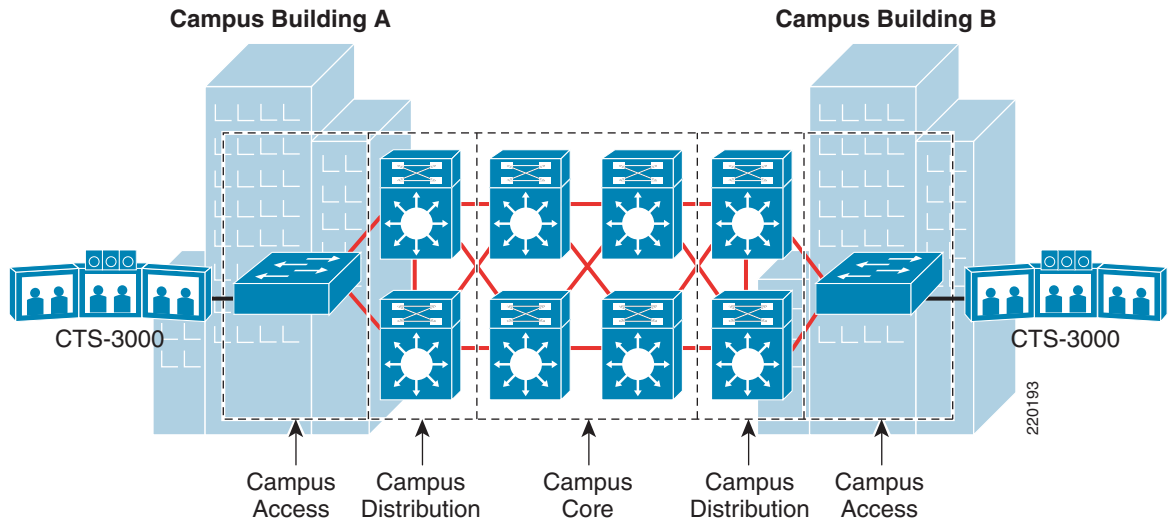 Campus Building A
Campus Building B
CTS-3000
CTS-3000
220193
Campus
Access
Campus
Distribution
Campus
Core
Campus
Distribution
Campus
Access